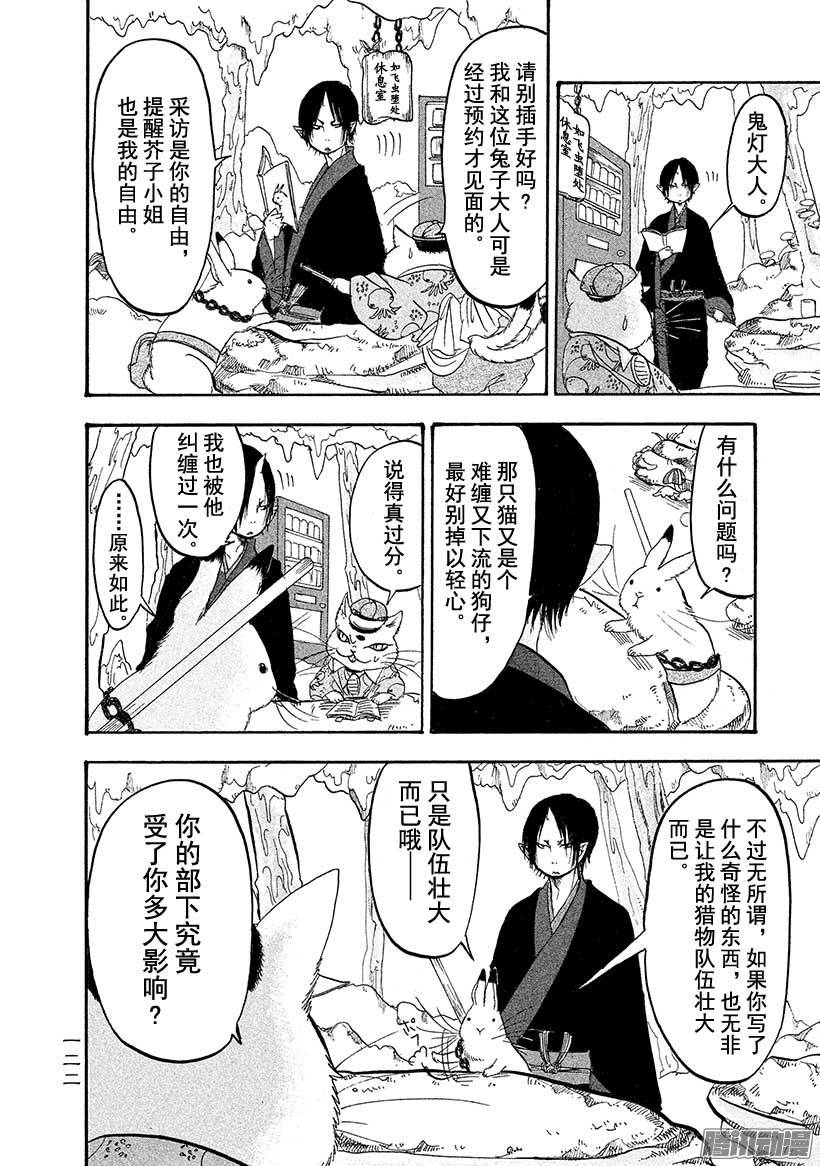 鬼灯大人。
如飞虫堕处
休息室
请别插手好吗？
我和这位兔子大人可是
经过预约才见面的。
如飞虫堕处
休息室
采访是你的自由，
提醒芥子小姐
也是我的自由。
有什么问题吗？
那只猫又是个
难缠又下流的狗仔，
最好别掉以轻心。
说得真过分。
我也被他
纠缠过一次。
……原来如此。
不过无所谓，如果你写了
什么奇怪的东西，也无非
是让我的猎物队伍壮大
而已。
只是队伍壮大
而已哦——
你的部下究竟
受了你多大影响？
一二二
腾讯动漫